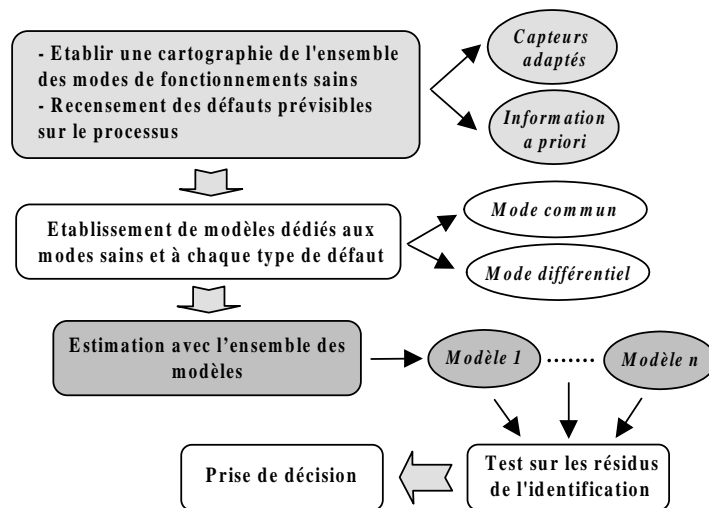 - Etablir une cartographie de l'ensemble
des modes de fonctionnements sains
- Recensement des défauts prévisibles
sur le processus
Capteurs
adaptés
Information
a priori
Etablissement de modèles dédiés aux
modes sains et à chaque type de défaut
Mode commun
Mode différentiel
Estimation avec l’ensemble des
modèles
Modèle 1 ....... Modèle n
Prise de décision
Test sur les résidus
de l'identification